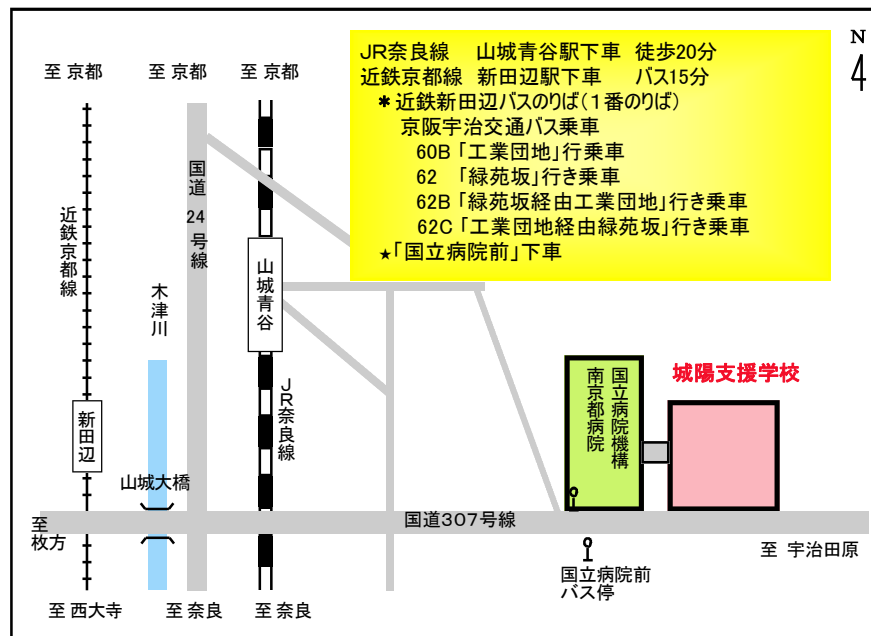 至 京都
至 京都
至 京都
JR奈良線 山城青谷駅下車 徒歩20分
近鉄京都線 新田辺駅下車 バス15分
＊近鉄新田辺バスのりば（１番のりば）
京阪宇治交通バス乗車
60B 「工業団地」行乗車
62 「緑苑坂」行き乗車
62B 「緑苑坂経由工業団地」行き乗車
62C 「工業団地経由緑苑坂」行き乗車
★「国立病院前」下車
N
近鉄京都線
国道24号線
木津川
山城青谷
JR奈良線
新田辺
山城大橋
国立病院機構
南京都病院
城陽支援学校
国道307号線
至
枚方
至 宇治田原
国立病院前
バス停
至 西大寺
至 奈良
至 奈良